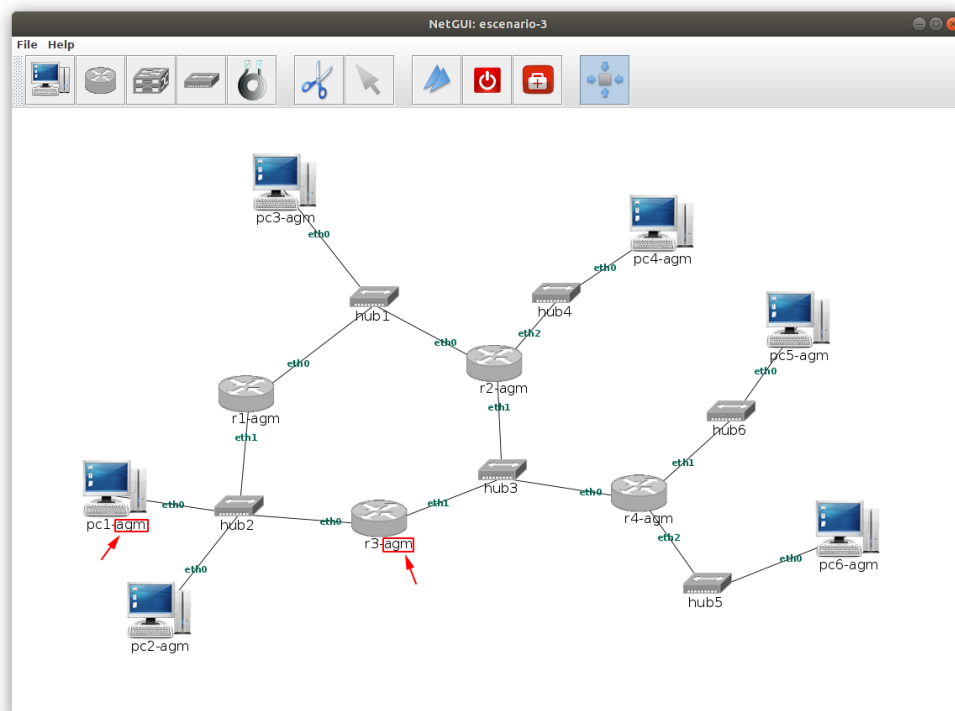 NetGUI: escenario-3
File Help
pc3-agm
eth0
pc4-agm
eth0
hub4
hub1
eth2
eth0
pc5-agm
eth0
eth0
r2-agm
eth1
r1-agm
eth1
hub6
eth1
hub3
pc1-agm
eth0
hub2
eth0
eth1
r3-agm
eth0
r4-agm
eth2
eth0
pc6-agm
eth0
hub5
pc2-agm